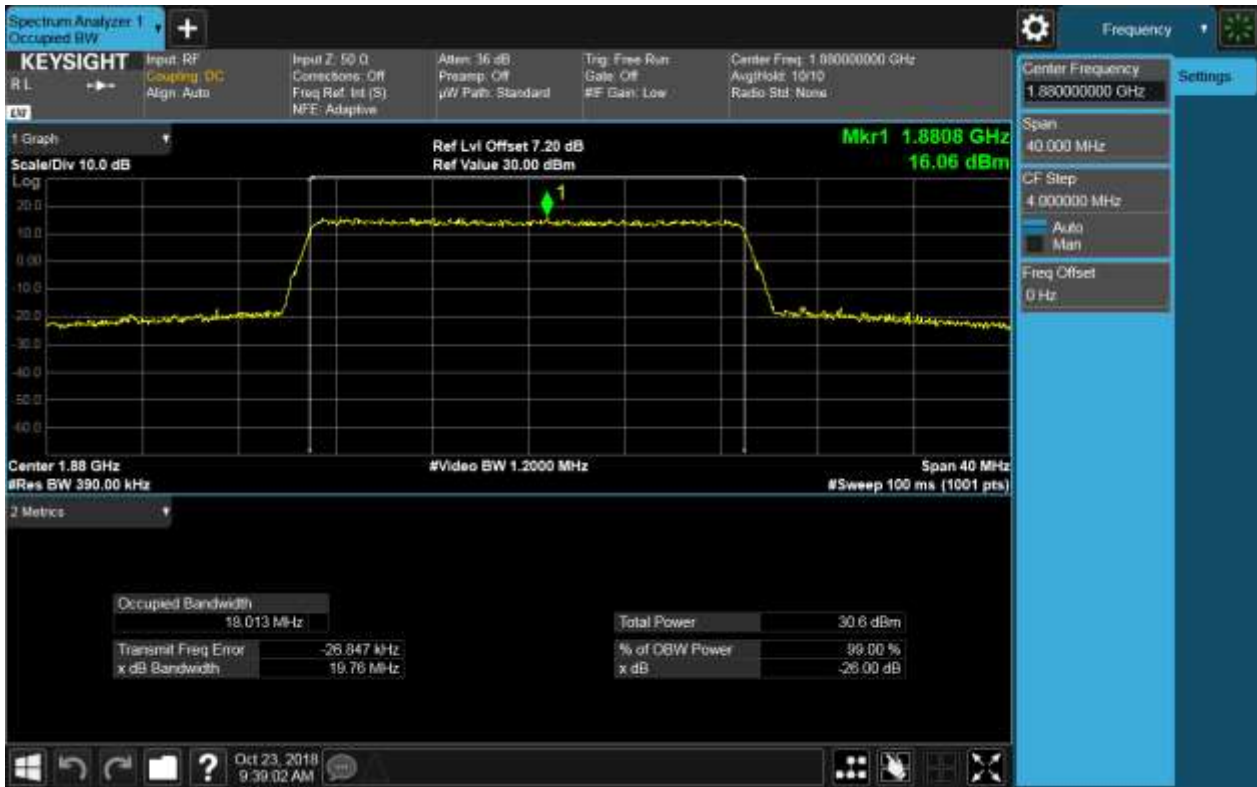 Spectrum Analyzer 1
Occupied BW
+
Frequency
KEYSIGHT
R L
Input: RF
Coupling: DC
Align: Auto
Input Z: 50 Ω
Corrections: Off
Freq Ref: Int (S)
NFE: Adaptive
Atten: 36 dB
Preamp: Off
µW Path: Standard
Trig: Free Run
Gate: Off
#IF Gain: Low
Center Freq: 1.880000000 GHz
Avg|Hold: 10/10
Radio Std: None
Center Frequency
1.880000000 GHz
Settings
Span
40.000 MHz
CF Step
4.000000 MHz
Auto
Man
Freq Offset
0 Hz
1 Graph
Scale/Div 10.0 dB
Ref Lvl Offset 7.20 dB
Ref Value 30.00 dBm
Mkr1 1.8808 GHz
16.06 dBm
Log
20.0
10.0
0.00
-10.0
-20.0
-30.0
-40.0
-50.0
-60.0
1
Center 1.88 GHz
#Video BW 1.2000 MHz
Span 40 MHz
#Res BW 390.00 kHz
#Sweep 100 ms (1001 pts)
2 Metrics
Occupied Bandwidth
18.013 MHz
Total Power 30.6 dBm
Transmit Freq Error -26.847 kHz
% of OBW Power 99.00 %
x dB Bandwidth 19.76 MHz
x dB -26.00 dB
?
Oct 23, 2018
9:39:02 AM